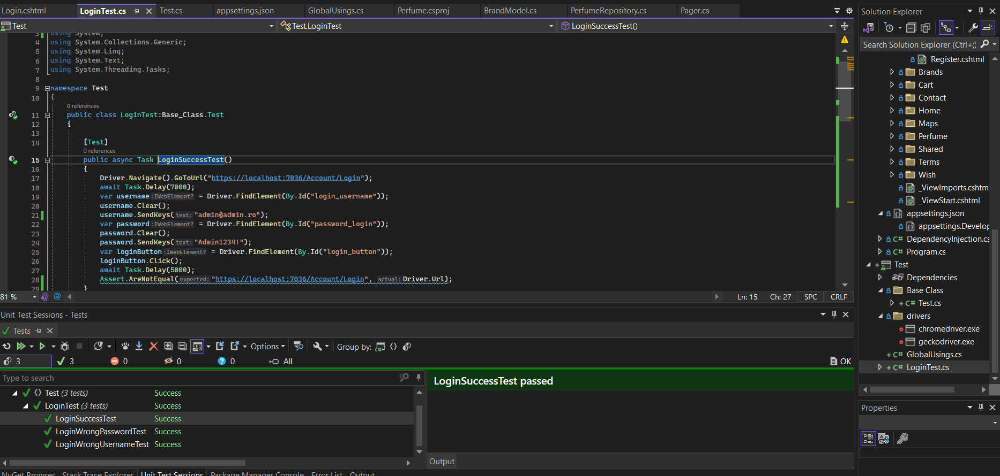 Login.cshtml
LoginTest.cs
Test.cs
appsettings.json
GlobalUsings.cs
Perfume.csproj
BrandModel.cs
PerfumeRepository.cs
Pager.cs
Test
Test.LoginTest
LoginSuccessTest()
3 using System;
4 using System.Collections.Generic;
5 using System.Linq;
6 using System.Text;
7 using System.Threading.Tasks;
8
9 namespace Test
10 {
0 references
11 public class LoginTest:Base_Class.Test
12 {
13
14 [Test]
0 references
15 public async Task LoginSuccessTest()
16 {
17 Driver.Navigate().GoToUrl("https://localhost:7036/Account/Login");
18 await Task.Delay(7000);
19 var username :IWebElement? = Driver.FindElement(By.Id("login_username"));
20 username.Clear();
21 username.SendKeys( text: "admin@admin.ro");
22 var password :IWebElement? = Driver.FindElement(By.Id("password_login"));
23 password.Clear();
24 password.SendKeys( text: "Admin1234!");
25 var loginButton :IWebElement? = Driver.FindElement(By.Id("login_button"));
26 loginButton.Click();
27 await Task.Delay(5000);
28 Assert.AreNotEqual( expected: "https://localhost:7036/Account/Login", actual: Driver.Url);
29 }
81 %
Ln: 15
Ch: 27
SPC
CRLF
Unit Test Sessions - Tests
Tests
Options
Group by:
3
3
0
0
0
All
OK
Type to search
Test (3 tests) Success
LoginTest (3 tests) Success
LoginSuccessTest Success
LoginWrongPasswordTest Success
LoginWrongUsernameTest Success
LoginSuccessTest passed
Output
NuGet Browser
Stack Trace Explorer
Unit Test Sessions
Package Manager Console
Error List
Output
Solution Explorer
Search Solution Explorer (Ctrl+;)
Register.cshtml
Brands
Cart
Contact
Home
Maps
Perfume
Shared
Terms
Wish
_ViewImports.cshtm
_ViewStart.cshtml
appsettings.json
appsettings.Develop
DependencyInjection.cs
Program.cs
Test
Dependencies
Base Class
Test.cs
drivers
chromedriver.exe
geckodriver.exe
GlobalUsings.cs
LoginTest.cs
Properties